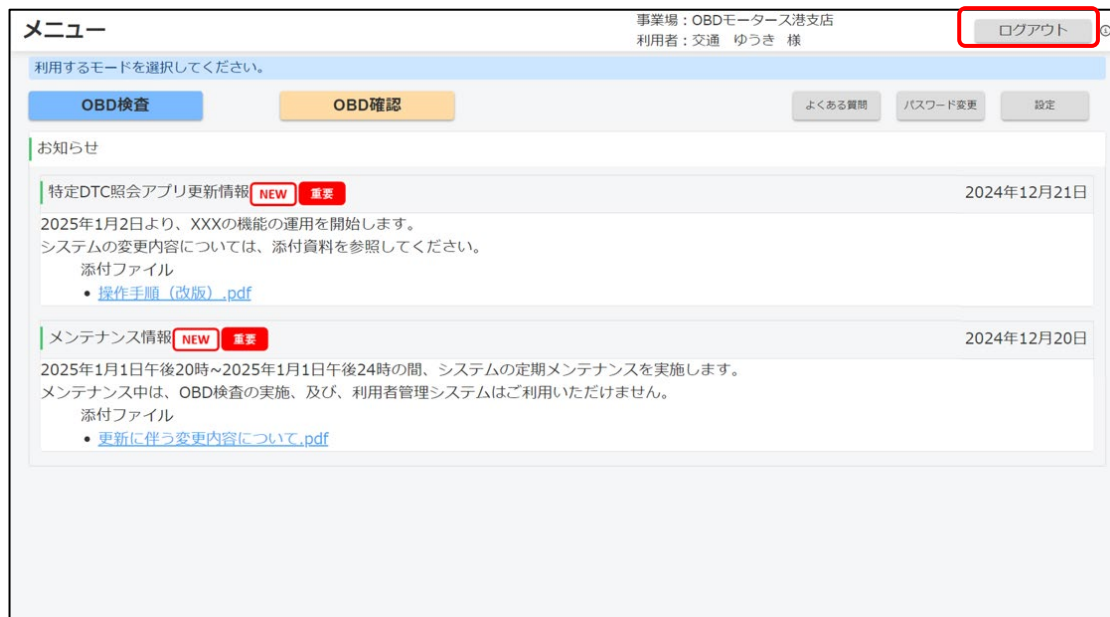 メニュー
事業場：OBDモータース港支店
利用者：交通　ゆうき　様
ログアウト
利用するモードを選択してください。
OBD検査
OBD確認
よくある質問
パスワード変更
設定
お知らせ
特定DTC照会アプリ更新情報 NEW 重要 2024年12月21日
2025年1月2日より、XXXの機能の運用を開始します。
システムの変更内容については、添付資料を参照してください。
添付ファイル
• 操作手順（改版）.pdf
メンテナンス情報 NEW 重要 2024年12月20日
2025年1月1日午後20時~2025年1月1日午後24時の間、システムの定期メンテナンスを実施します。
メンテナンス中は、OBD検査の実施、及び、利用者管理システムはご利用いただけません。
添付ファイル
• 更新に伴う変更内容について.pdf